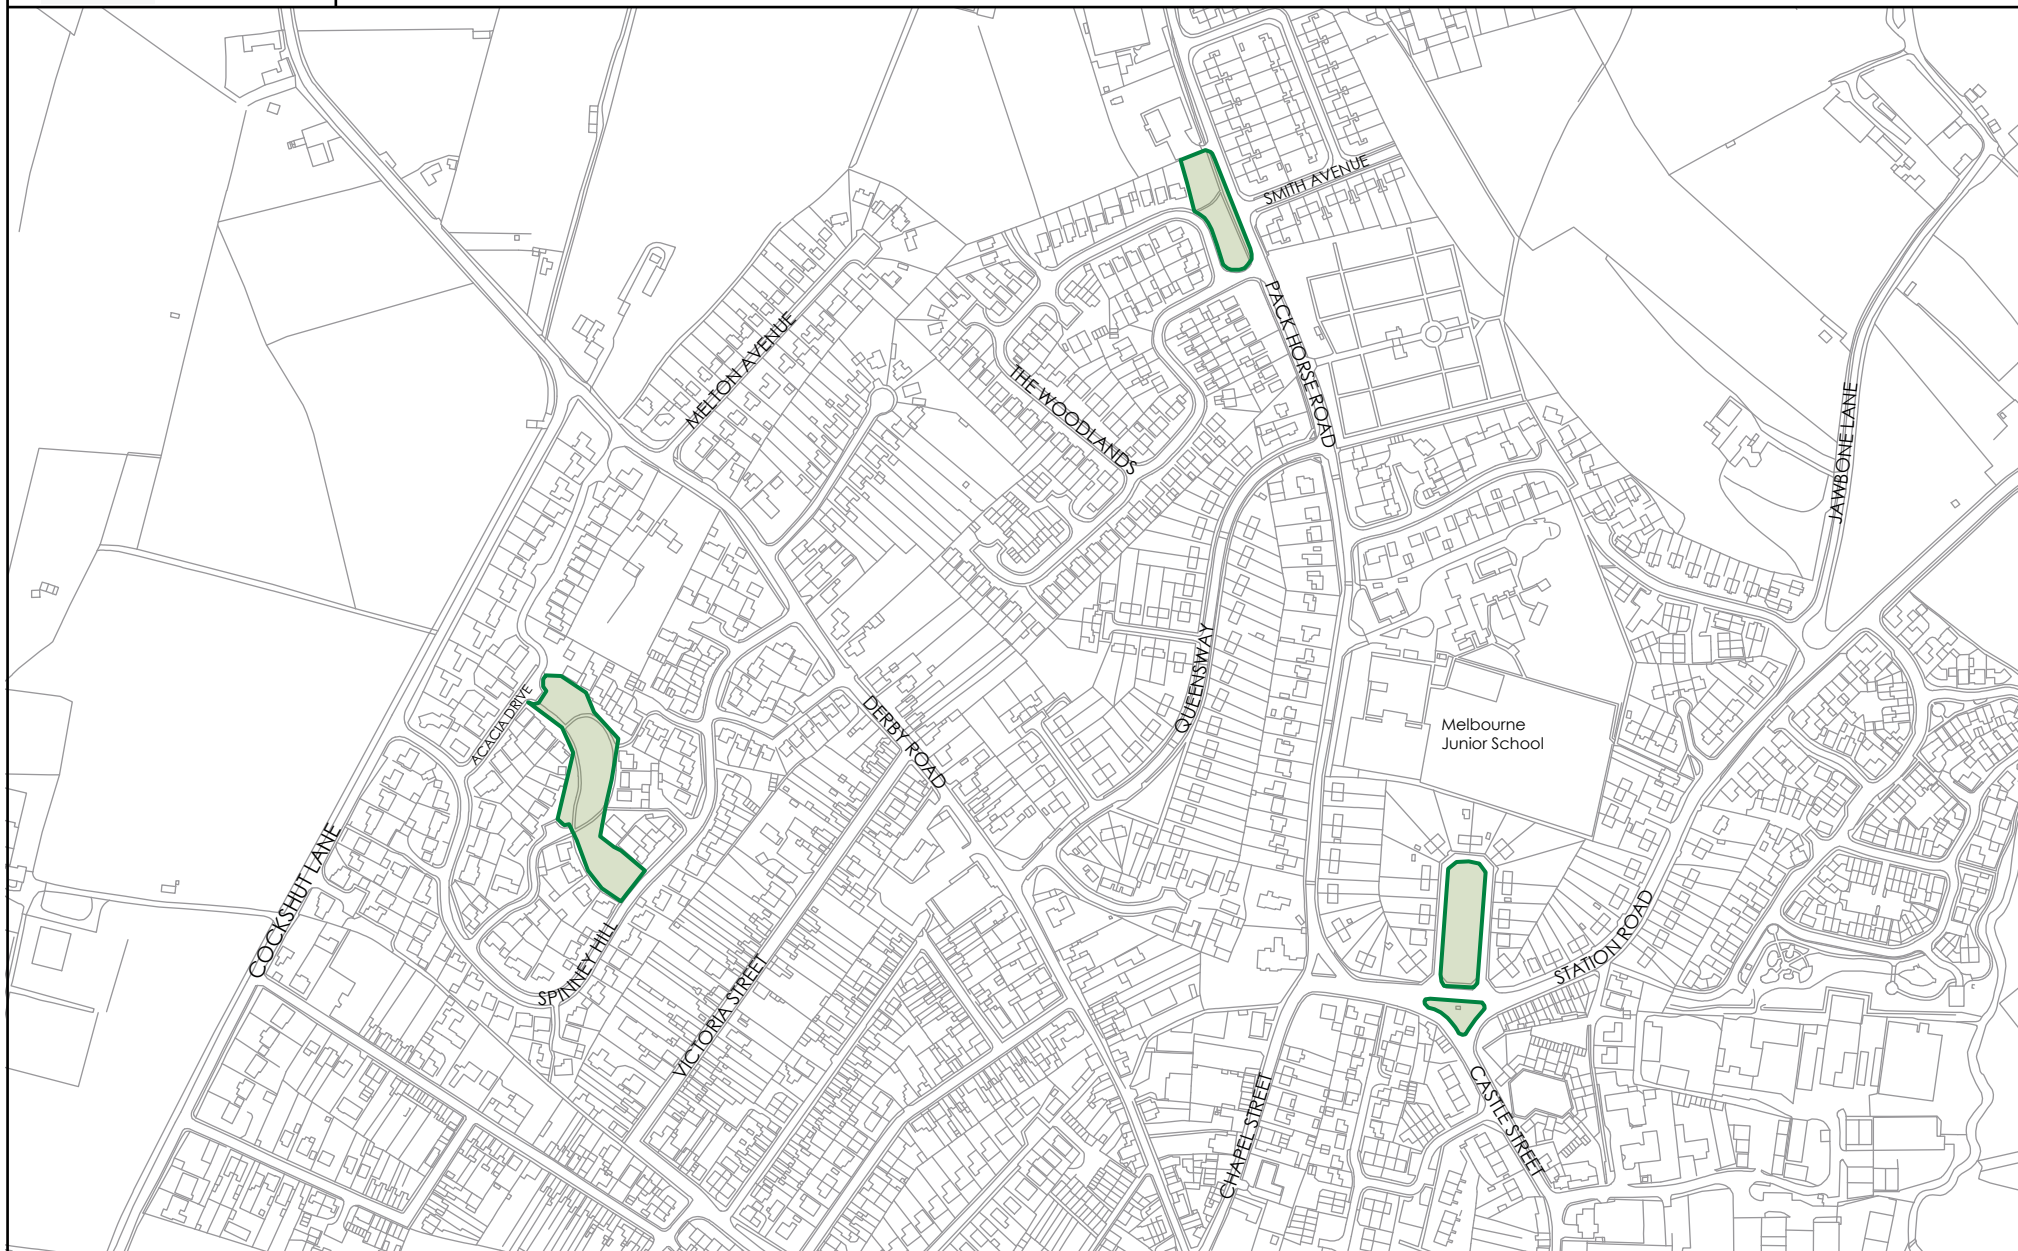 SMITH AVENUE
PACK HORSE ROAD
MELTON AVENUE
THE WOODLANDS
JAWBONE LANE
QUEENSWAY
ACACIA DRIVE
DERBY ROAD
Melbourne
Junior School
COCKSHUT LANE
SPINNEY HILL
VICTORIA STREET
STATION ROAD
CHAPEL STREET
CASTLE STREET